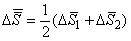 ΔS̿ = 1/2 (ΔS̅₁ + ΔS̅₂)